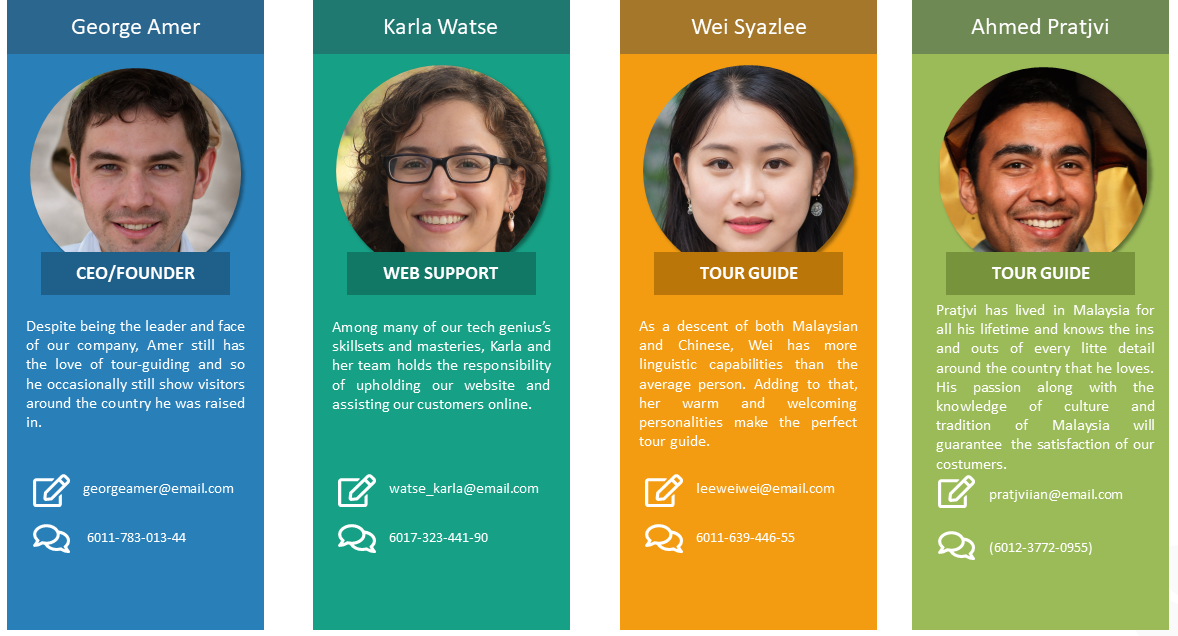 George Amer
CEO/FOUNDER
Despite being the leader and face
of our company, Amer still has
the love of tour-guiding and so
he occasionally still show visitors
around the country he was raised
in.
georgeamer@email.com
6011-783-013-44
Karla Watse
WEB SUPPORT
Among many of our tech genius's
skillsets and masteries, Karla and
her team holds the responsibility
of upholding our website and
assisting our customers online.
watse_karla@email.com
6017-323-441-90
Wei Syazlee
TOUR GUIDE
As a descent of both Malaysian
and Chinese, Wei has more
linguistic capabilities than the
average person. Adding to that,
her warm and welcoming
personalities make the perfect
tour guide.
leeweiwei@email.com
6011-639-446-55
Ahmed Pratjvi
TOUR GUIDE
Pratjvi has lived in Malaysia for
all his lifetime and knows the ins
and outs of every litte detail
around the country that he loves.
His passion along with the
knowledge of culture and
tradition of Malaysia will
guarantee the satisfaction of our
costumers.
pratjviian@email.com
(6012-3772-0955)